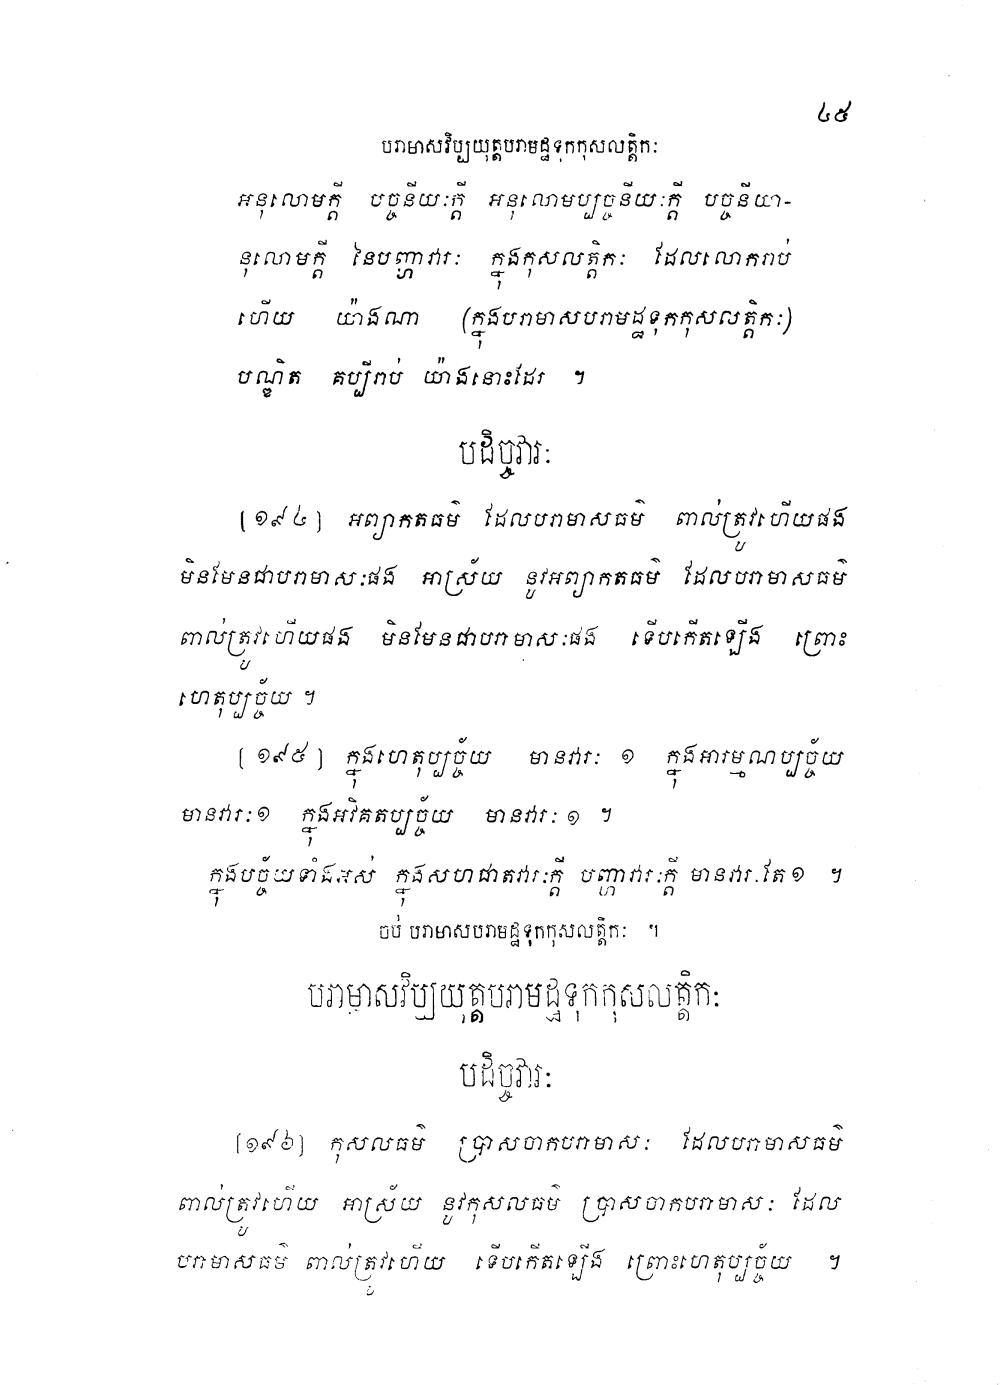 ៤៥
បរាមាសវិប្បយុត្តបរាមដ្ឋទុកកុសលត្តិកៈ
អនុលោមក្តី បច្ចនីយៈក្តី អនុលោមប្បច្ចនីយៈក្តី បច្ចនីយា-
នុលោមក្តី នៃបញ្ហាវារៈ ក្នុងកុសលត្តិកៈ ដែលលោករាប់
ហើយ យ៉ាងណា (ក្នុងបរាមាសបរាមដ្ឋទុកកុសលត្តិកៈ)
បណ្ឌិត គប្បីរាប់ យ៉ាងនោះដែរ ។
បដិច្ចវារៈ
[១៩៤] អព្យាកតធម៌ ដែលបរាមាសធម៌ ពាល់ត្រូវហើយផង
មិនមែនជាបរាមាសៈផង អាស្រ័យ នូវអព្យាកតធម៌ ដែលបរាមាសធម៌
ពាល់ត្រូវហើយផង មិនមែនជាបរាមាសៈផង ទើបកើតឡើង ព្រោះ
ហេតុប្បច្ច័យ ។
[១៩៥] ក្នុងហេតុប្បច្ច័យ មានវារៈ ១ ក្នុងអារម្មណប្បច្ច័យ
មានវារៈ១ ក្នុងអវិគតប្បច្ច័យ មានវារៈ ១ ។
ក្នុងបច្ច័យទាំងអស់ ក្នុងសហជាតវារៈក្តី បញ្ហាវារៈក្តី មានវារៈតែ១ ។
ចប់ បរាមាសបរាមដ្ឋទុកកុសលត្តិកៈ ។
បរាមាសវិប្បយុត្តបរាមដ្ឋទុកកុសលត្តិកៈ
បដិច្ចវារៈ
[១៩៦] កុសលធម៌ ប្រាសចាកបរាមាសៈ ដែលបរាមាសធម៌
ពាល់ត្រូវហើយ អាស្រ័យ នូវកុសលធម៌ ប្រាសចាកបរាមាសៈ ដែល
បរាមាសធម៌ ពាល់ត្រូវហើយ ទើបកើតឡើង ព្រោះហេតុប្បច្ច័យ ។